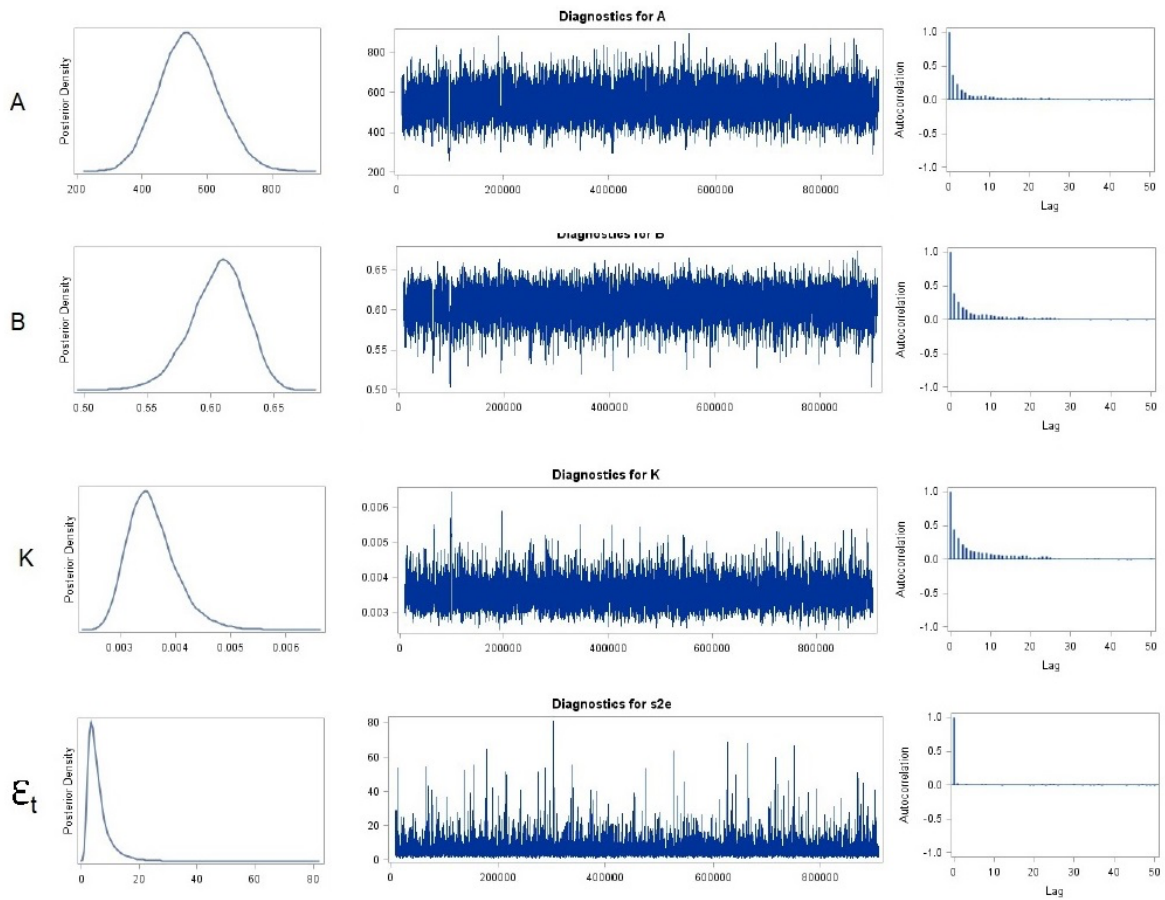 Diagnostics for A
A
Posterior Density
200 400 600 800
800
600
400
200
0 200000 400000 600000 800000
Autocorrelation
1.0
0.5
0.0
-0.5
-1.0
0 10 20 30 40 50
Lag
Diagnostics for B
B
Posterior Density
0.50 0.55 0.60 0.65
0.65
0.60
0.55
0.50
0 200000 400000 600000 800000
Autocorrelation
1.0
0.5
0.0
-0.5
-1.0
0 10 20 30 40 50
Lag
Diagnostics for K
K
Posterior Density
0.003 0.004 0.005 0.006
0.006
0.005
0.004
0.003
0 200000 400000 600000 800000
Autocorrelation
1.0
0.5
0.0
-0.5
-1.0
0 10 20 30 40 50
Lag
Diagnostics for s2e
εt
Posterior Density
0 20 40 60 80
80
60
40
20
0
200000 400000 600000 800000
Autocorrelation
1.0
0.5
0.0
-0.5
-1.0
0 10 20 30 40 50
Lag